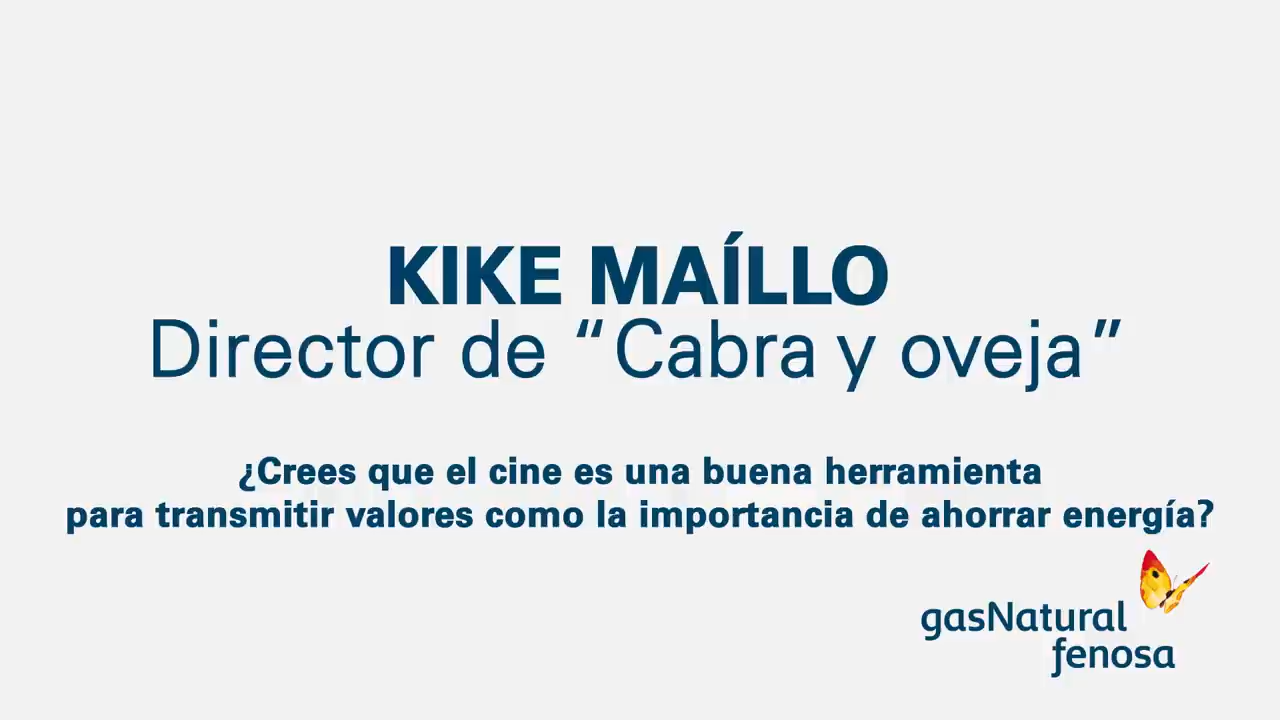 KIKE MAÍLLO
Director de “Cabra y oveja”
¿Crees que el cine es una buena herramienta
para transmitir valores como la importancia de ahorrar energía?
gasNatural
fenosa